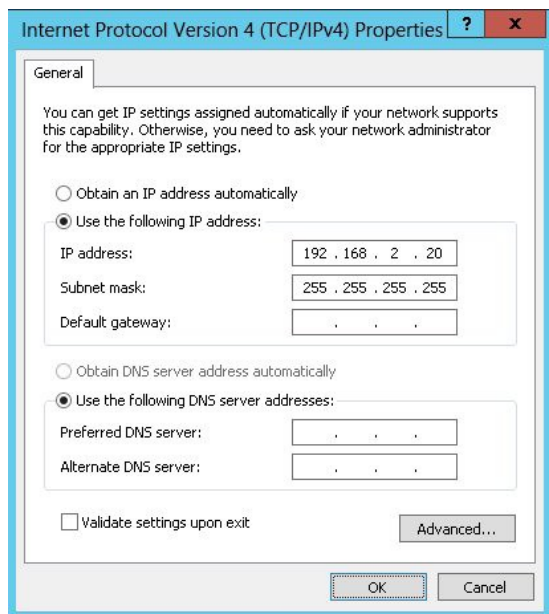 Internet Protocol Version 4 (TCP/IPv4) Properties ? x
General
You can get IP settings assigned automatically if your network supports
this capability. Otherwise, you need to ask your network administrator
for the appropriate IP settings.
Obtain an IP address automatically
Use the following IP address:
IP address: 192 . 168 . 2 . 20
Subnet mask: 255 . 255 . 255 . 255
Default gateway: . . .
Obtain DNS server address automatically
Use the following DNS server addresses:
Preferred DNS server: . . .
Alternate DNS server: . . .
Validate settings upon exit
Advanced...
OK Cancel